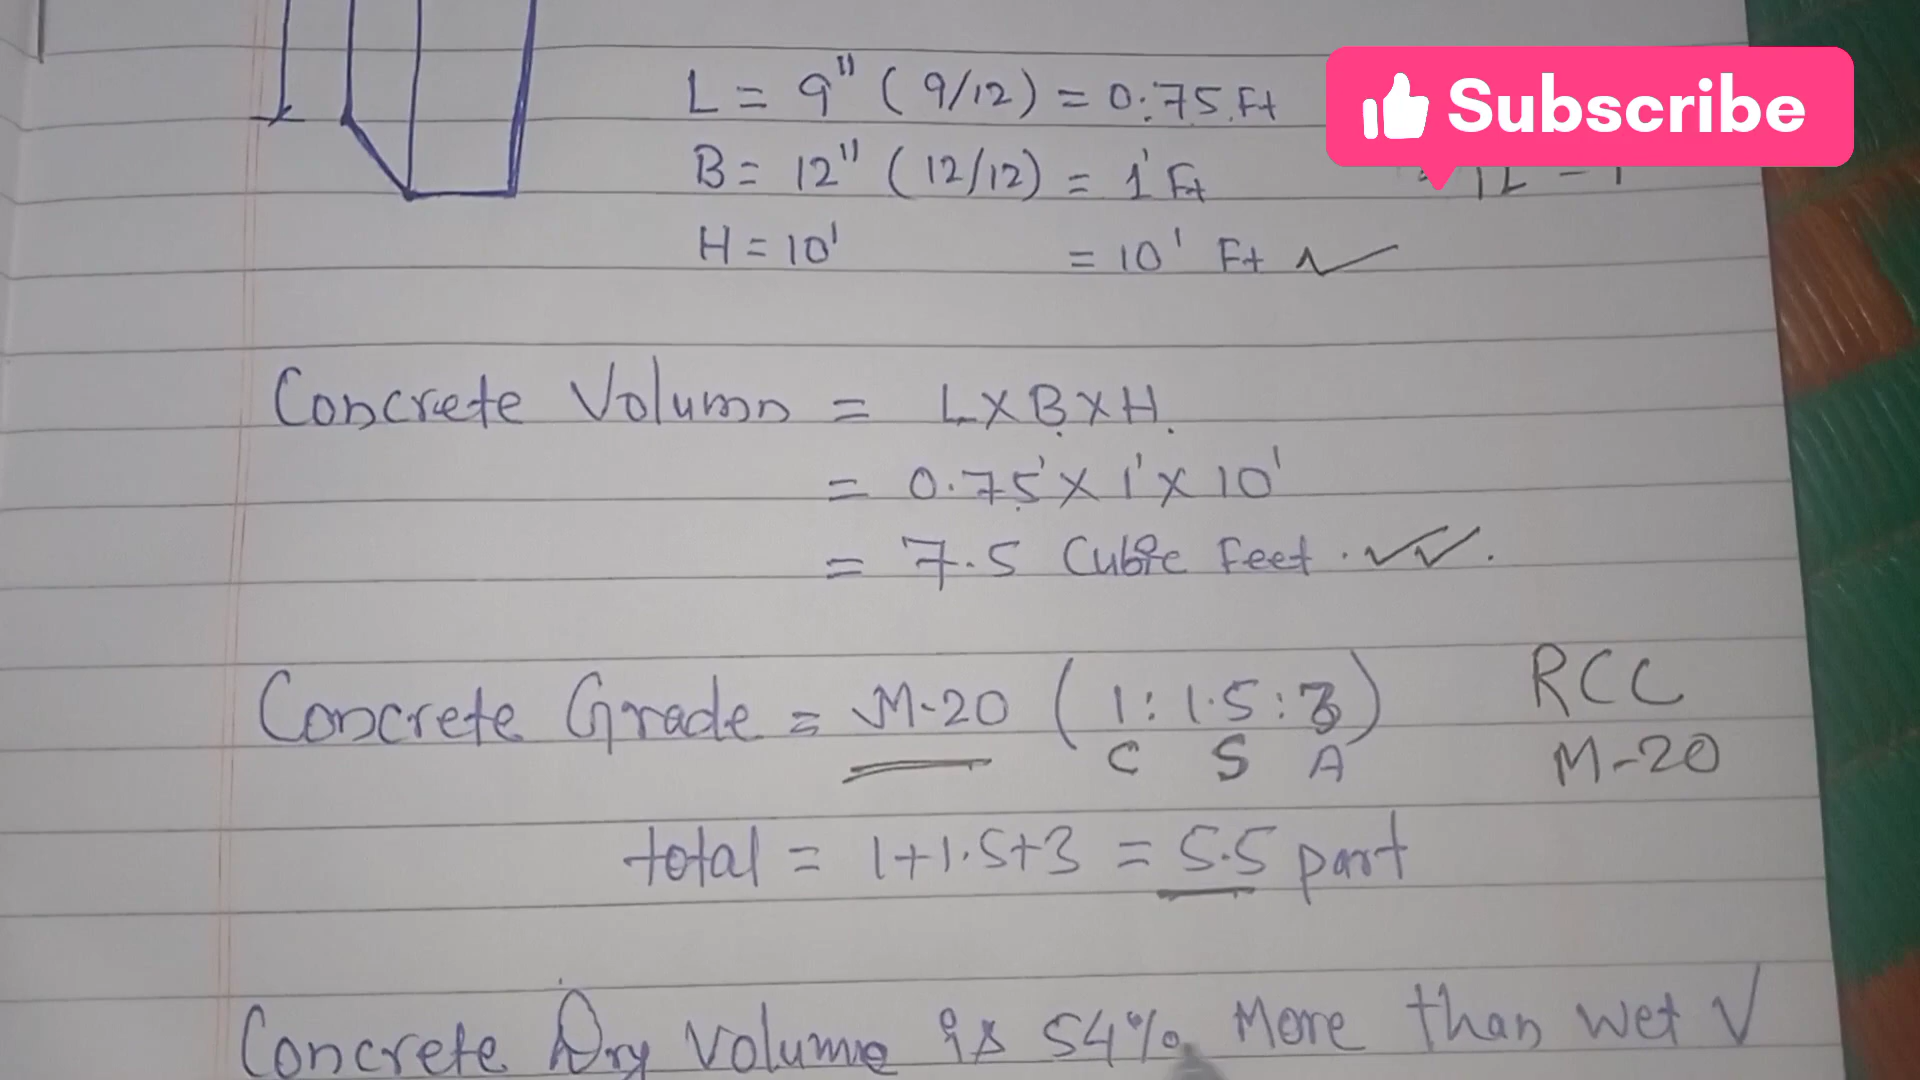 L = 9" (9/12) = 0.75 Ft
Subscribe
B = 12" (12/12) = 1' Ft
H = 10' = 10' Ft
Concrete Volumn = L×B×H.
= 0.75'×1'×10'
= 7.5 Cubic Feet.
Concrete Grade = M-20 (1:1.5:3) RCC
C S A M-20
total = 1+1.5+3 = 5.5 part
Concrete Dry Volume is 54% More than wet V